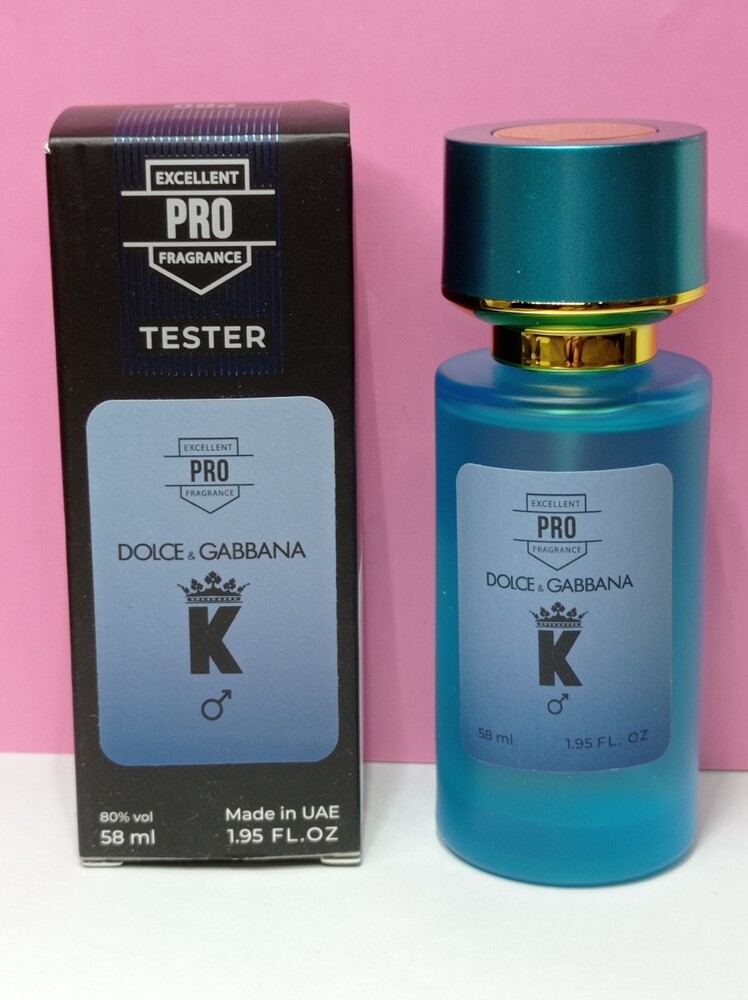 EXCELLENT
PRO
FRAGRANCE
TESTER
EXCELLENT
PRO
FRAGRANCE
DOLCE & GABBANA
K
80% vol
58 ml
Made in UAE
1.95 FL.OZ
EXCELLENT
PRO
FRAGRANCE
DOLCE & GABBANA
K
58 ml
1.95 FL. OZ